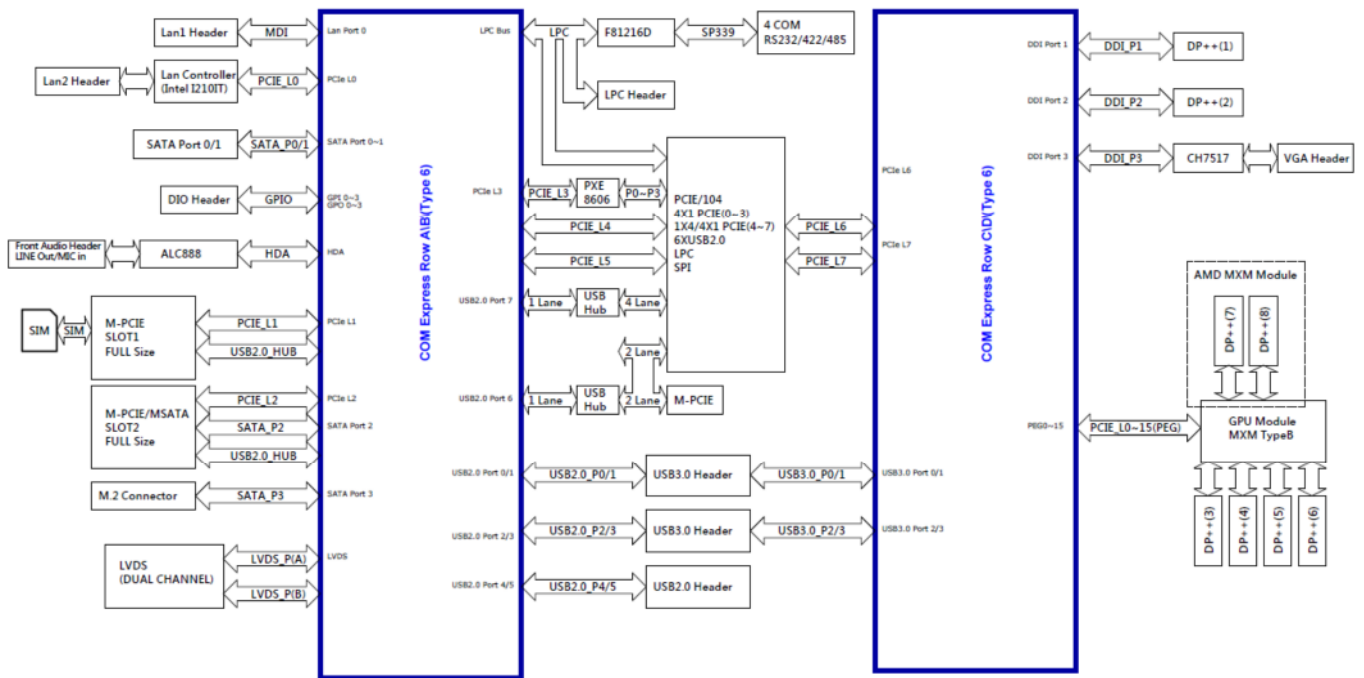 Lan1 Header
MDI
Lan Port 0
Lan2 Header
Lan Controller
(Intel I210IT)
PCIE_L0
PCIe L0
SATA Port 0/1
SATA_P0/1
SATA Port 0~1
DIO Header
GPIO
GPI 0~3
GPO 0~3
Front Audio Header
LINE Out/MIC in
ALC888
HDA
HDA
SIM
SIM
M-PCIE
SLOT1
FULL Size
PCIE_L1
USB2.0_HUB
PCIe L1
M-PCIE/MSATA
SLOT2
FULL Size
PCIE_L2
SATA_P2
USB2.0_HUB
PCIe L2
SATA Port 2
M.2 Connector
SATA_P3
SATA Port 3
LVDS
(DUAL CHANNEL)
LVDS_P(A)
LVDS_P(B)
LVDS
COM Express Row A\B(Type 6)
LPC Bus
LPC
F81216D
SP339
4 COM
RS232/422/485
LPC Header
PCIe L3
PCIE_L3
PXE
8606
P0~P3
PCIE_L4
PCIE_L5
USB2.0 Port 7
1 Lane
USB
Hub
4 Lane
PCIE/104
4X1 PCIE(0~3)
1X4/4X1 PCIE(4~7)
6XUSB2.0
LPC
SPI
2 Lane
USB2.0 Port 6
1 Lane
USB
Hub
2 Lane
M-PCIE
USB2.0 Port 0/1
USB2.0_P0/1
USB3.0 Header
USB3.0_P0/1
USB3.0 Port 0/1
USB2.0 Port 2/3
USB2.0_P2/3
USB3.0 Header
USB3.0_P2/3
USB3.0 Port 2/3
USB2.0 Port 4/5
USB2.0_P4/5
USB2.0 Header
PCIE_L6
PCIE_L7
PCIe L6
PCIe L7
COM Express Row C\D(Type 6)
DDI Port 1
DDI_P1
DP++(1)
DDI Port 2
DDI_P2
DP++(2)
DDI Port 3
DDI_P3
CH7517
VGA Header
AMD MXM Module
DP++(7)
DP++(8)
PEG0~15
PCIE_L0~15(PEG)
GPU Module
MXM TypeB
DP++(3)
DP++(4)
DP++(5)
DP++(6)